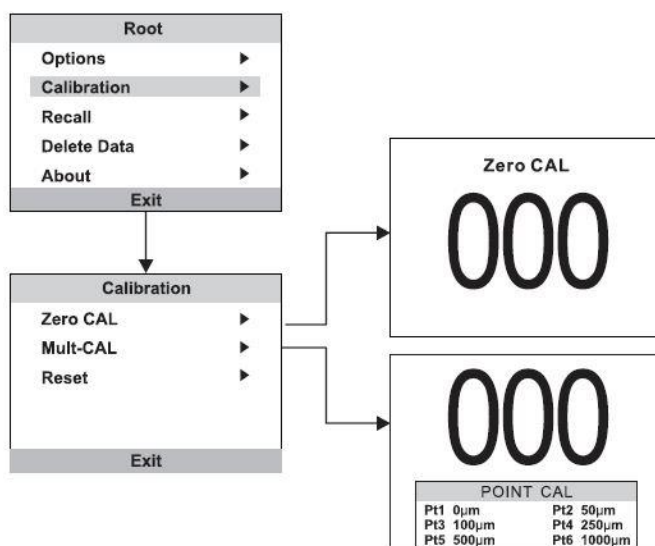 Root
Options
Calibration
Recall
Delete Data
About
Exit
Calibration
Zero CAL
Mult-CAL
Reset
Exit
Zero CAL
000
000
POINT CAL
Pt1 0μm Pt2 50μm
Pt3 100μm Pt4 250μm
Pt5 500μm Pt6 1000μm